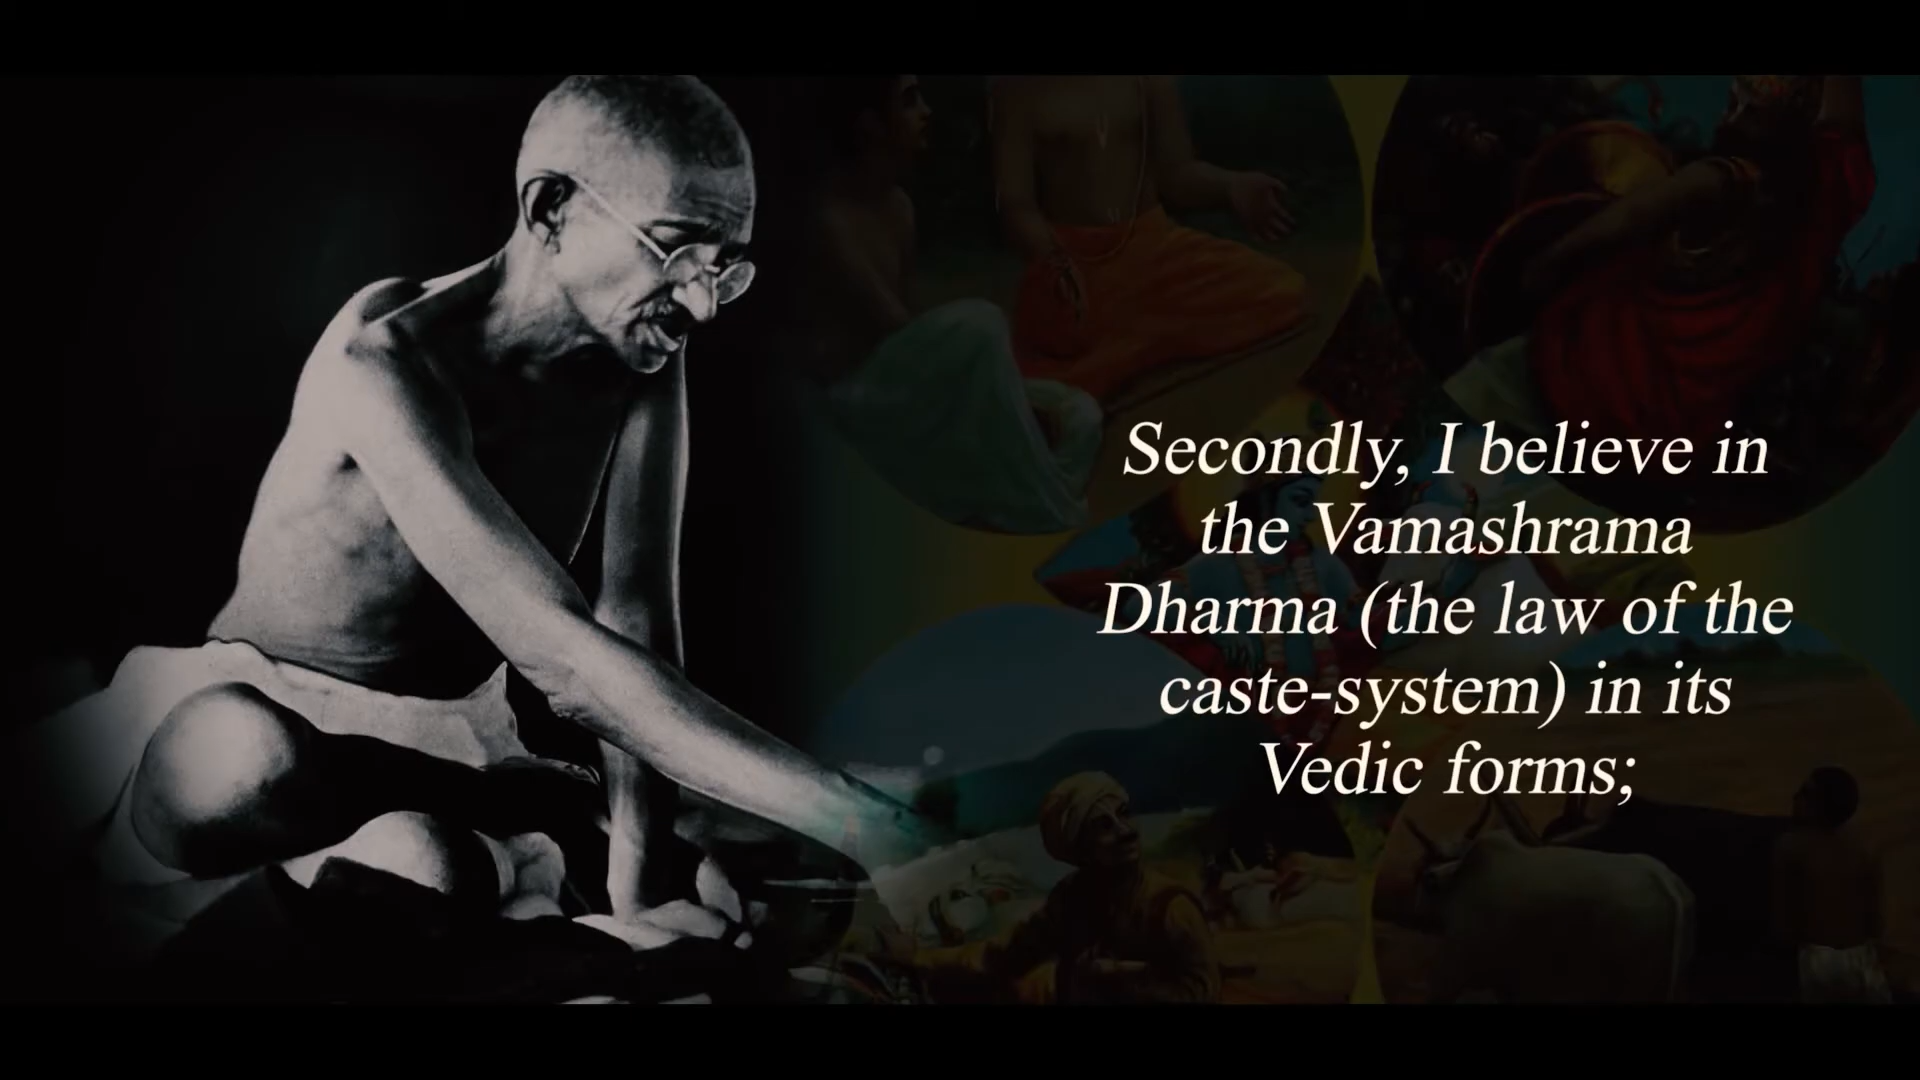 Secondly, I believe in
the Vamashrama
Dharma (the law of the
caste-system) in its
Vedic forms;